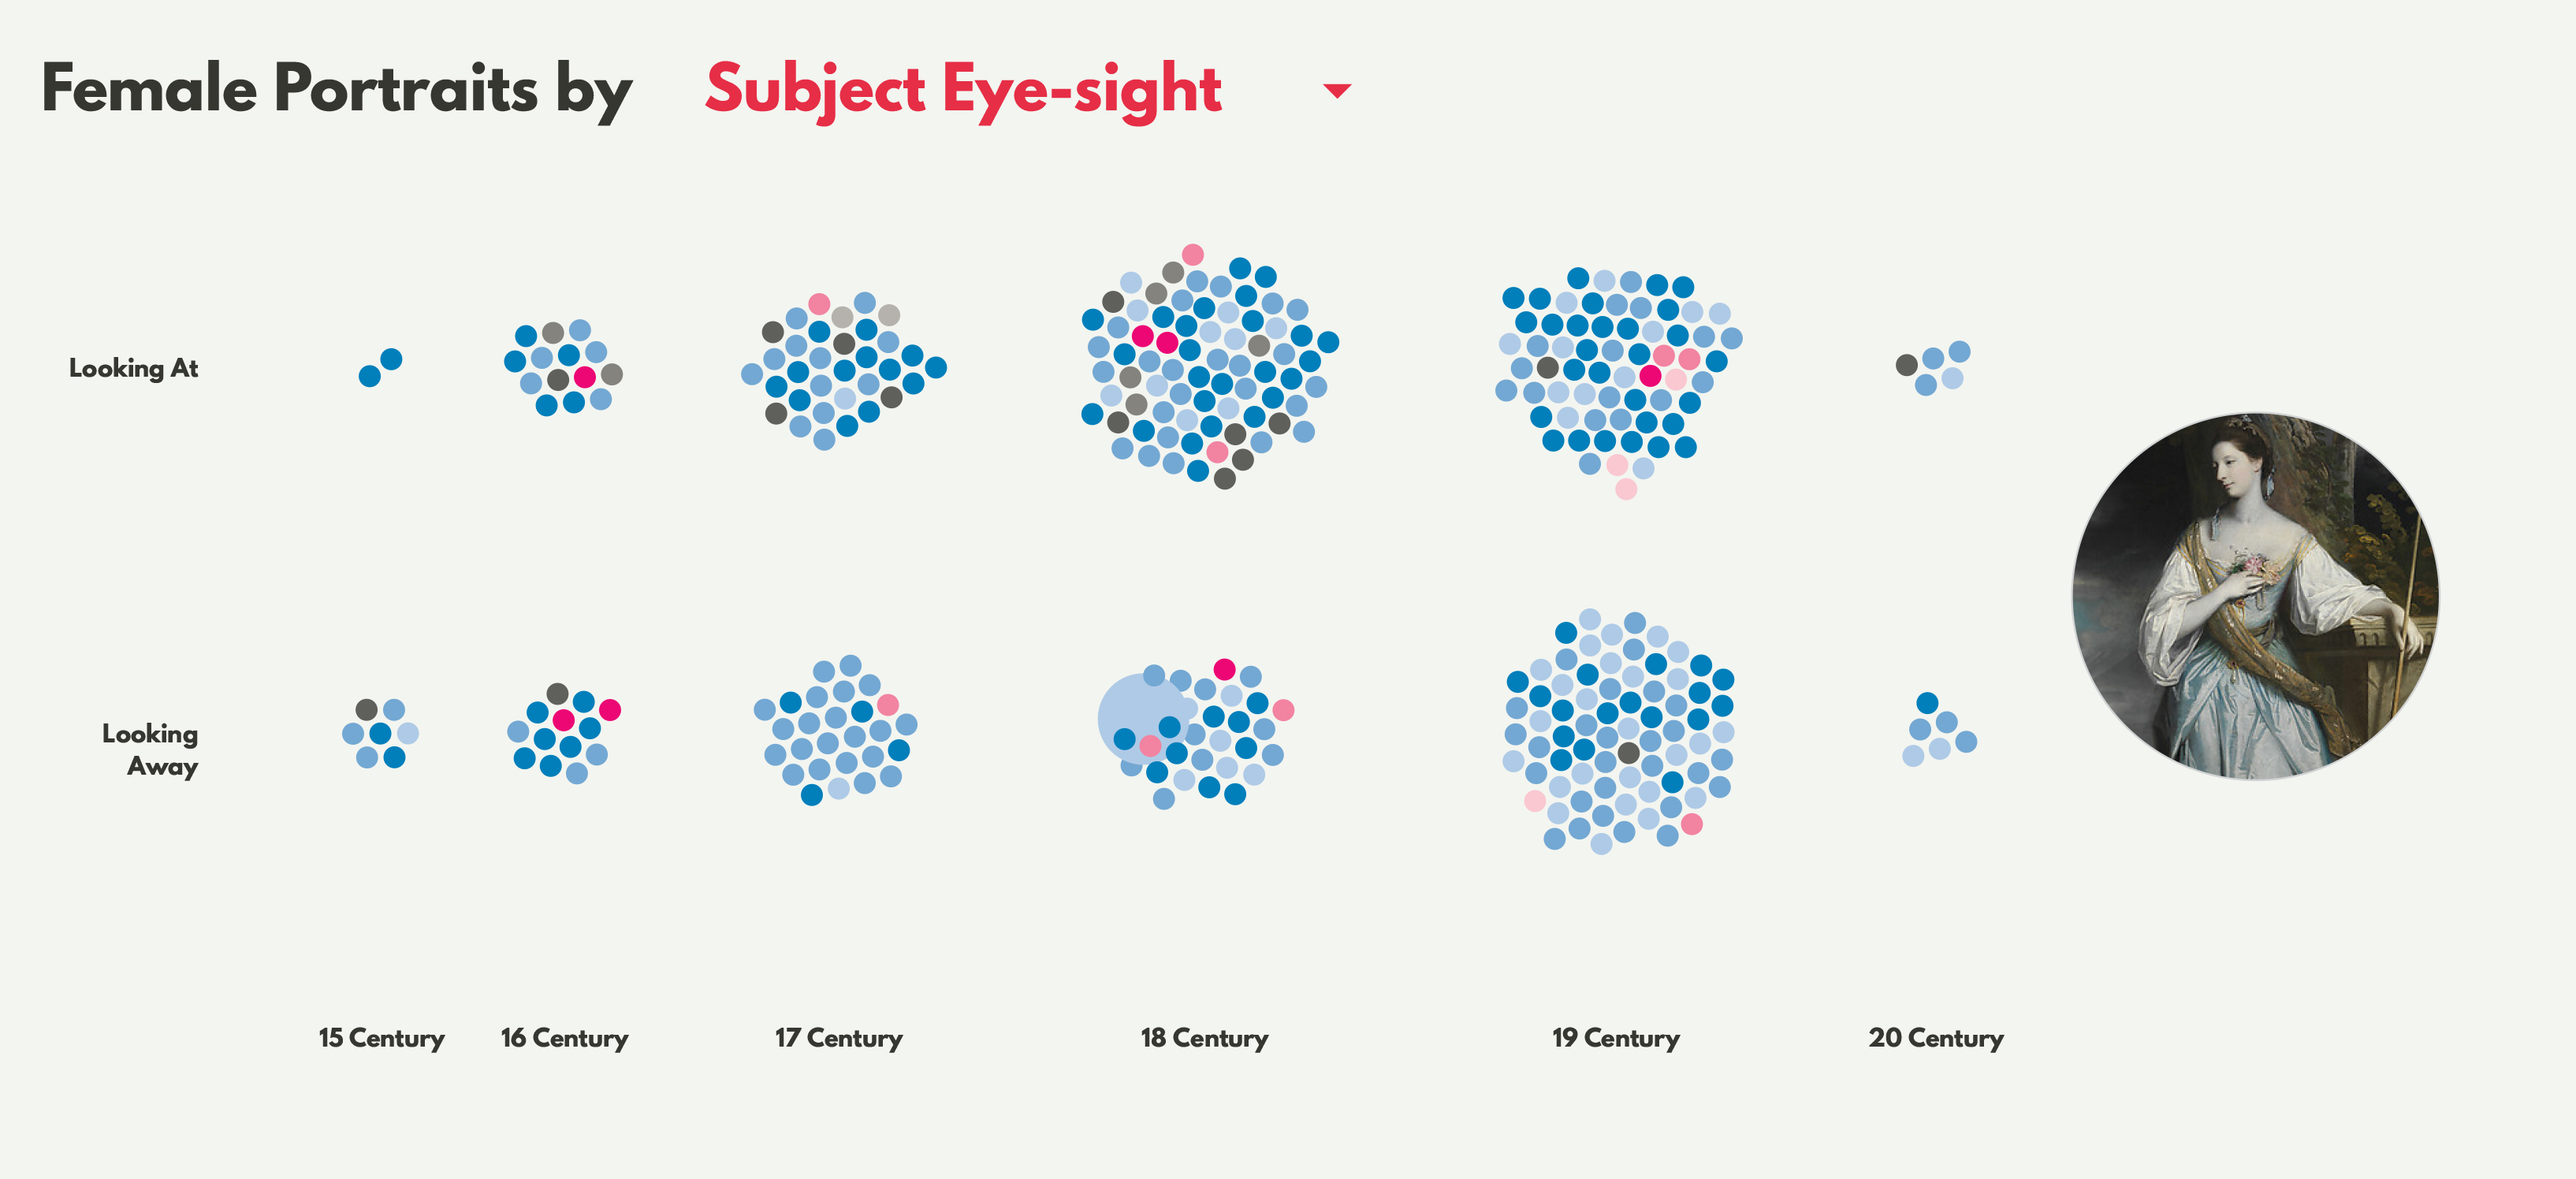 Female Portraits by Subject Eye-sight
Looking At
Looking
Away
15 Century
16 Century
17 Century
18 Century
19 Century
20 Century